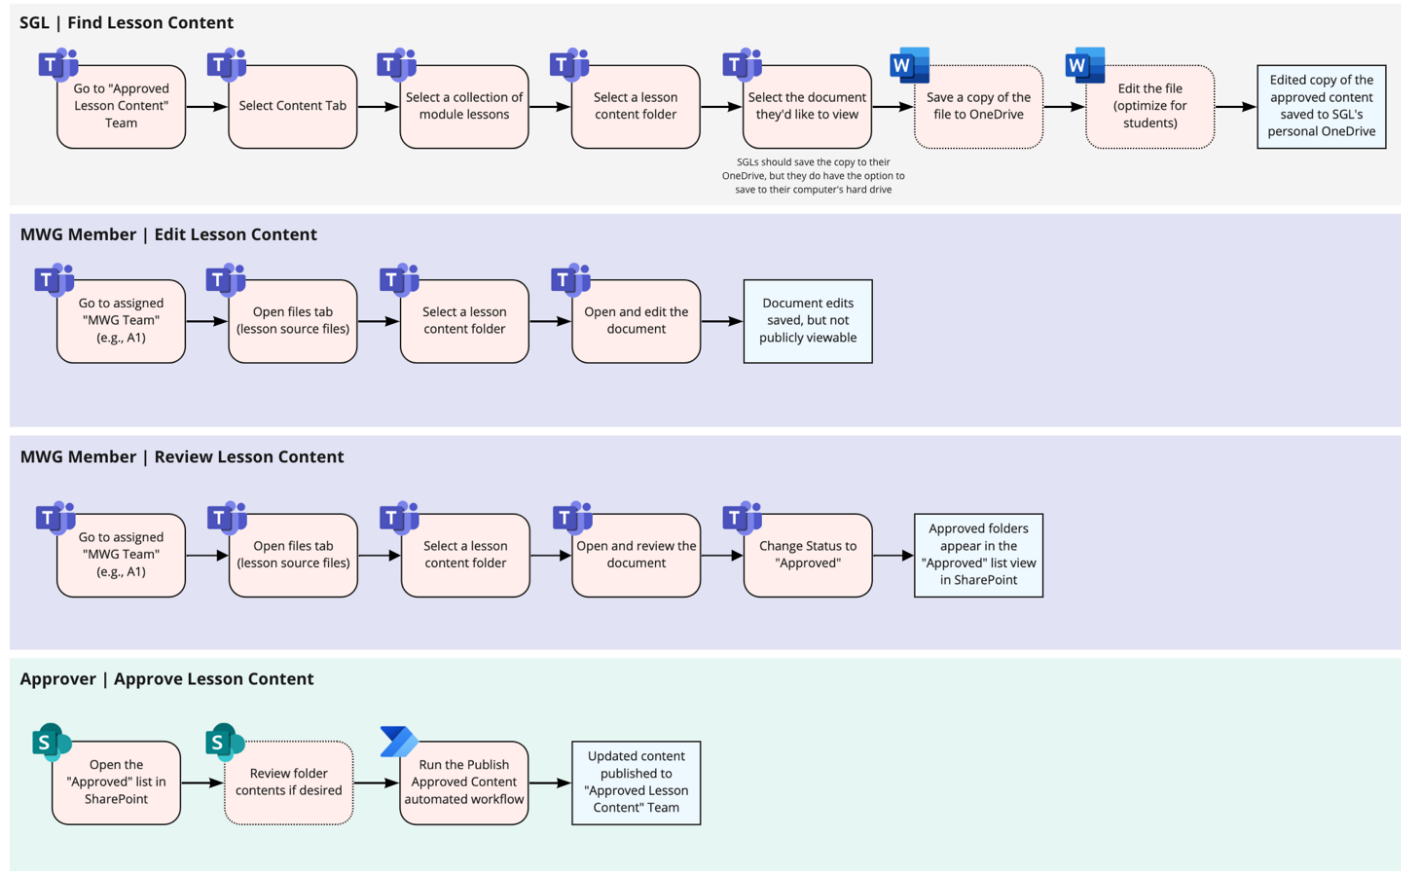 SGL | Find Lesson Content
Go to "Approved
Lesson Content"
Team
Select Content Tab
Select a collection of
module lessons
Select a lesson
content folder
Select the document
they'd like to view
Save a copy of the
file to OneDrive
Edit the file
(optimize for
students)
Edited copy of the
approved content
saved to SGL's
personal OneDrive
SGLs should save the copy to their
OneDrive, but they do have the option to
save to their computer's hard drive
MWG Member | Edit Lesson Content
Go to assigned
"MWG Team"
(e.g., A1)
Open files tab
(lesson source files)
Select a lesson
content folder
Open and edit the
document
Document edits
saved, but not
publicly viewable
MWG Member | Review Lesson Content
Go to assigned
"MWG Team"
(e.g., A1)
Open files tab
(lesson source files)
Select a lesson
content folder
Open and review the
document
Change Status to
"Approved"
Approved folders
appear in the
"Approved" list view
in SharePoint
Approver | Approve Lesson Content
Open the
"Approved" list in
SharePoint
Review folder
contents if desired
Run the Publish
Approved Content
automated workflow
Updated content
published to
"Approved Lesson
Content" Team